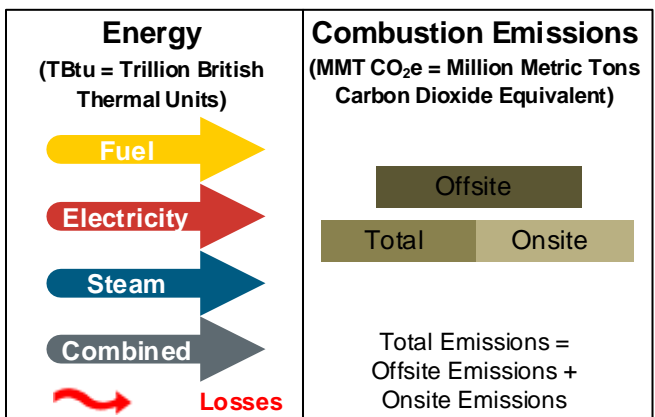 Energy
(TBtu = Trillion British
Thermal Units)
Fuel
Electricity
Steam
Combined
Losses
Combustion Emissions
(MMT CO₂e = Million Metric Tons
Carbon Dioxide Equivalent)
Offsite
Total Onsite
Total Emissions =
Offsite Emissions +
Onsite Emissions